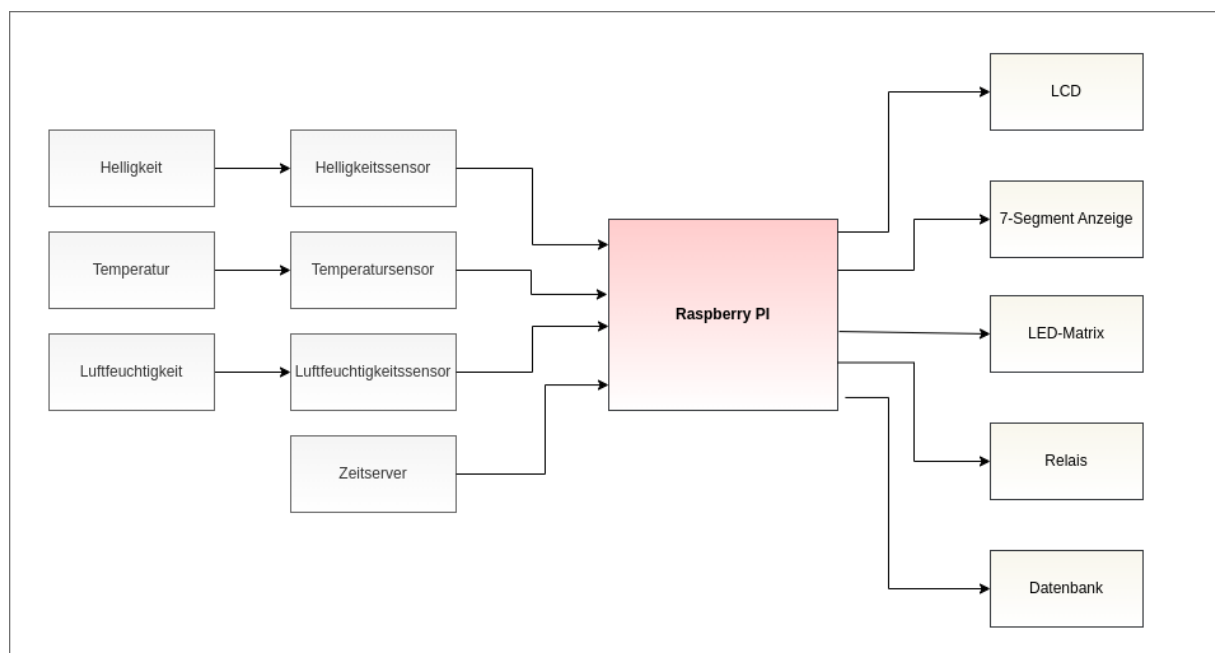 LCD
Helligkeit
Helligkeitssensor
7-Segment Anzeige
Temperatur
Temperatursensor
Raspberry PI
LED-Matrix
Luftfeuchtigkeit
Luftfeuchtigkeitssensor
Relais
Zeitserver
Datenbank